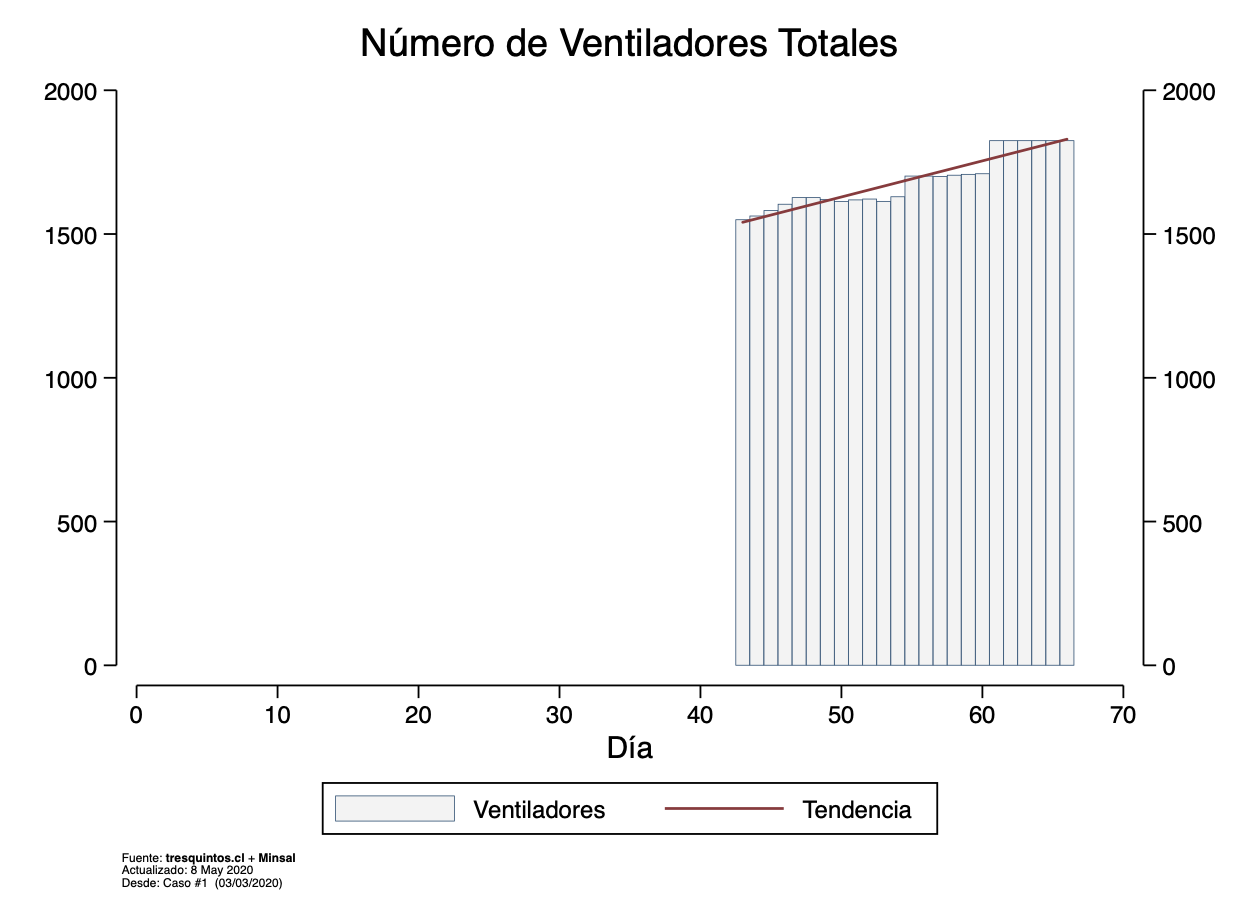 Número de Ventiladores Totales
2000
2000
1500
1500
1000
1000
500
500
0
0
0 10 20 30 40 50 60 70
Día
Ventiladores Tendencia
Fuente: tresquintos.cl + Minsal
Actualizado: 8 May 2020
Desde: Caso #1 (03/03/2020)